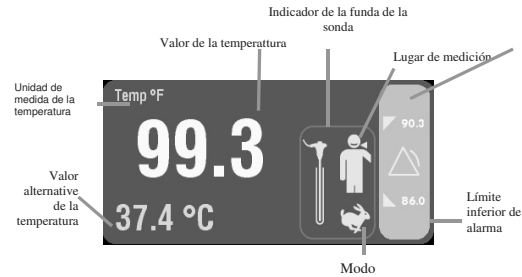 Indicador de la funda de la
sonda
Valor de la temperattura
Lugar de medición
Unidad de
medida de la
temperatura
Temp °F
90.3
99.3
Valor
alternative
de la
temperatura
37.4 °C
86.0
Límite
inferior de
alarma
Modo